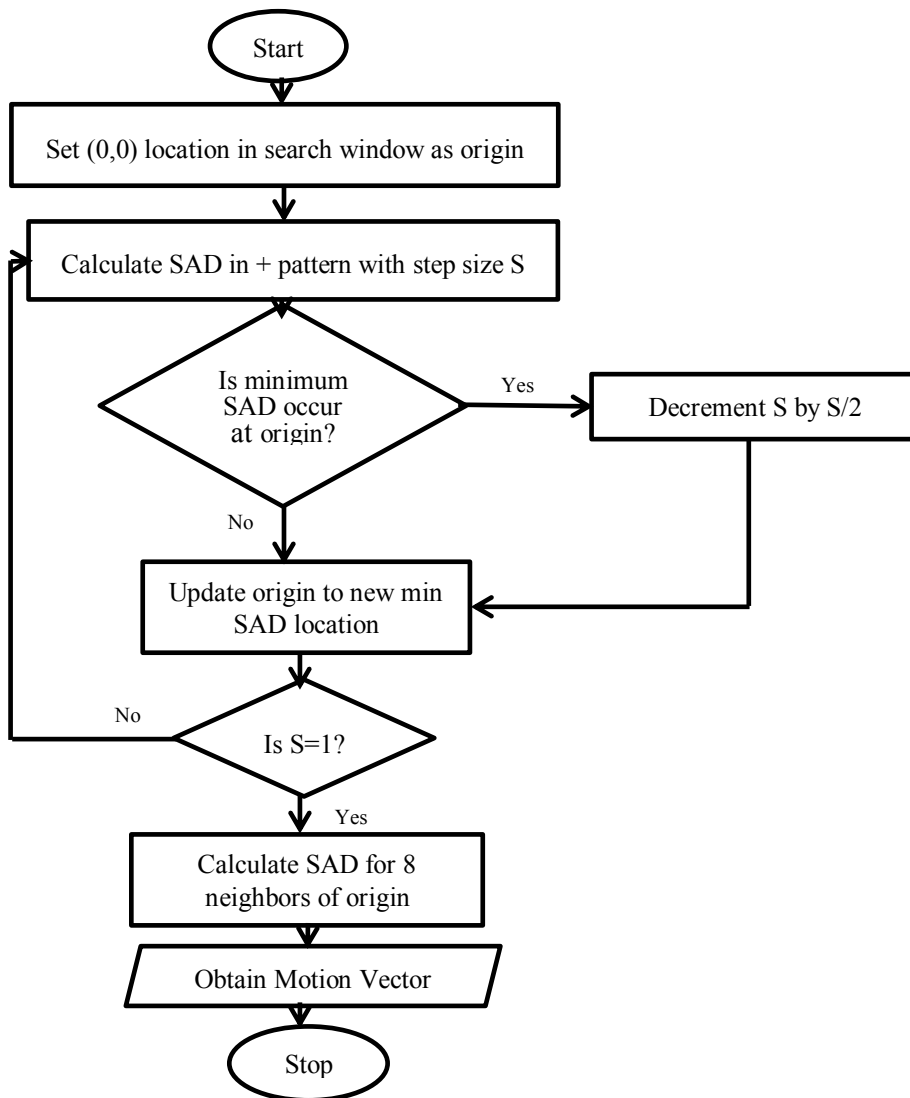 Start
Set (0,0) location in search window as origin
Calculate SAD in + pattern with step size S
Is minimum
SAD occur
at origin?
Yes
Decrement S by S/2
No
Update origin to new min
SAD location
No
Is S=1?
Yes
Calculate SAD for 8
neighbors of origin
Obtain Motion Vector
Stop